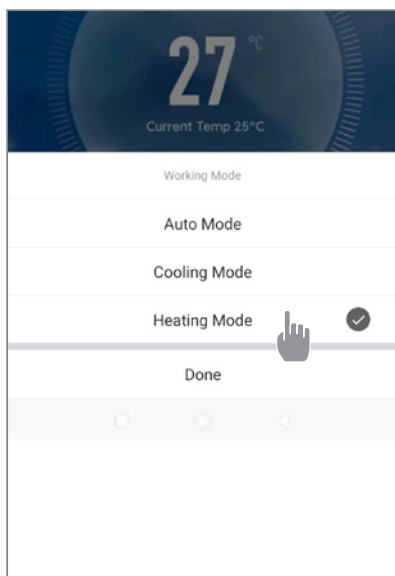 27 °C
Current Temp 25°C
Working Mode
Auto Mode
Cooling Mode
Heating Mode
Done